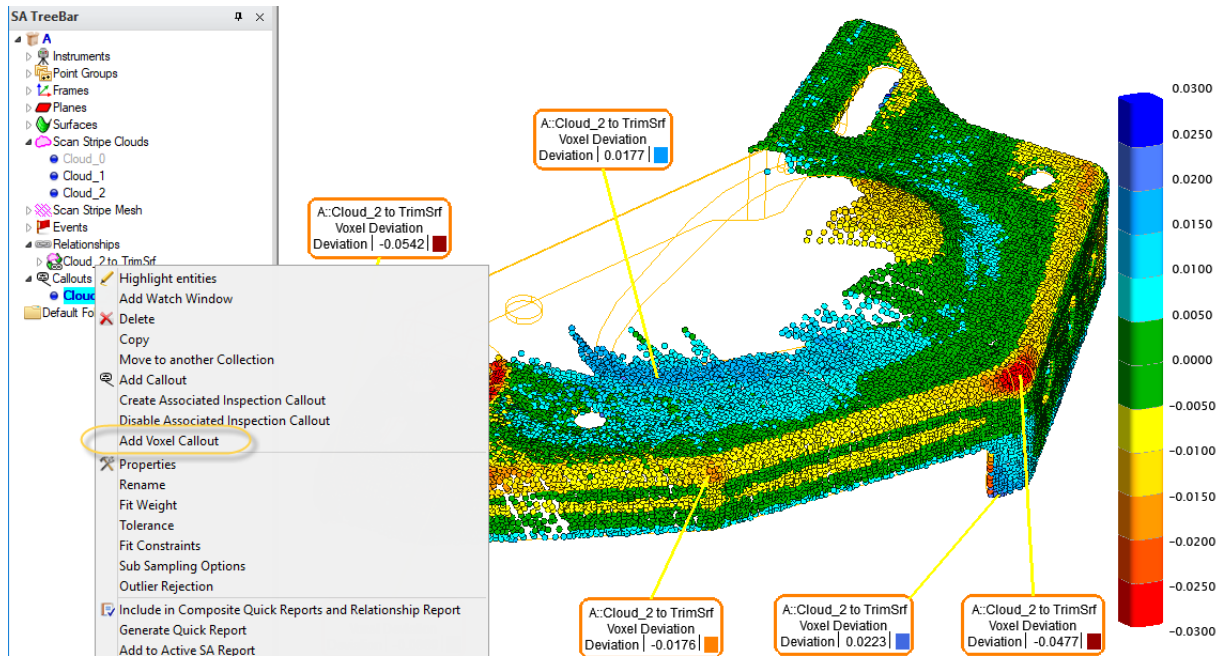 SA TreeBar
A
Instruments
Point Groups
Frames
Planes
Surfaces
Scan Stripe Clouds
Cloud_0
Cloud_1
Cloud_2
Scan Stripe Mesh
Events
Relationships
Cloud_2 to TrimSrf
Callouts
Cloud
Default Fo
Highlight entities
Add Watch Window
Delete
Copy
Move to another Collection
Add Callout
Create Associated Inspection Callout
Disable Associated Inspection Callout
Add Voxel Callout
Properties
Rename
Fit Weight
Tolerance
Fit Constraints
Sub Sampling Options
Outlier Rejection
Include in Composite Quick Reports and Relationship Report
Generate Quick Report
Add to Active SA Report
A::Cloud_2 to TrimSrf
Voxel Deviation
Deviation | -0.0542 |
A::Cloud_2 to TrimSrf
Voxel Deviation
Deviation | 0.0177 |
A::Cloud_2 to TrimSrf
Voxel Deviation
Deviation | -0.0176 |
A::Cloud_2 to TrimSrf
Voxel Deviation
Deviation | 0.0223 |
A::Cloud_2 to TrimSrf
Voxel Deviation
Deviation | -0.0477 |
0.0300
0.0250
0.0200
0.0150
0.0100
0.0050
0.0000
-0.0050
-0.0100
-0.0150
-0.0200
-0.0250
-0.0300